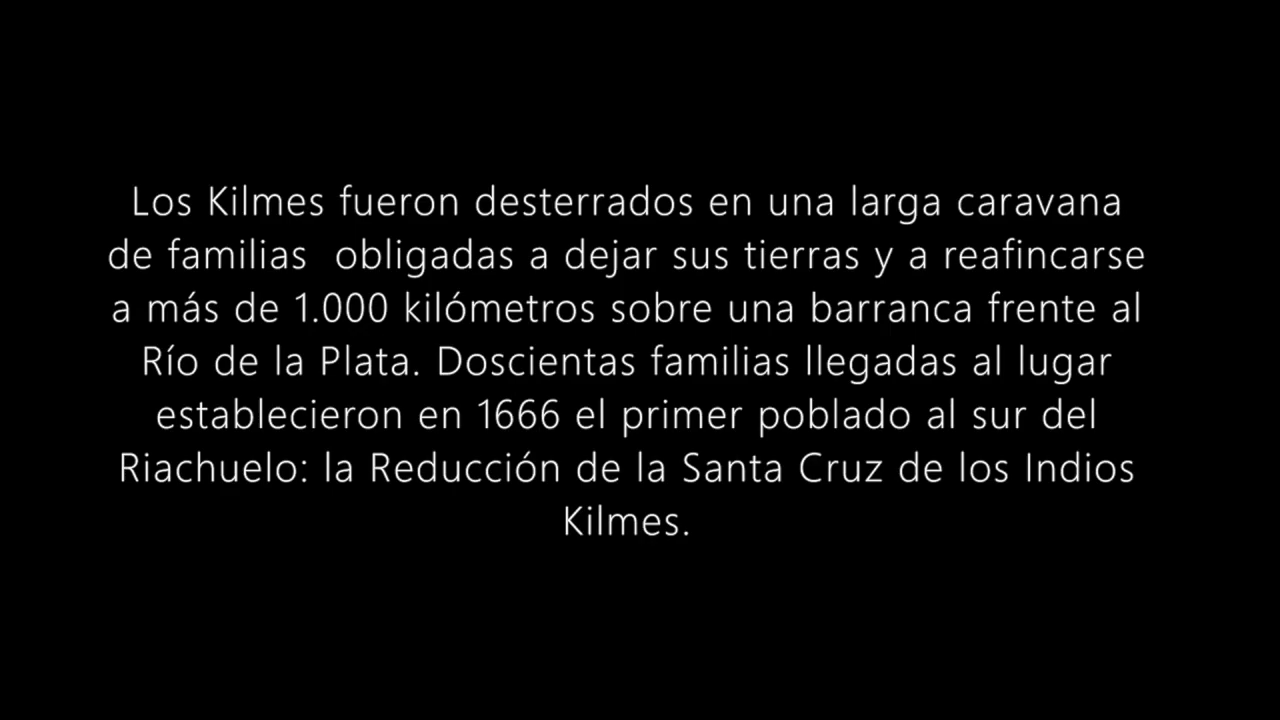 Los Kilmes fueron desterrados en una larga caravana
de familias  obligadas a dejar sus tierras y a reafincarse
a más de 1.000 kilómetros sobre una barranca frente al
Río de la Plata. Doscientas familias llegadas al lugar
establecieron en 1666 el primer poblado al sur del
Riachuelo: la Reducción de la Santa Cruz de los Indios
Kilmes.